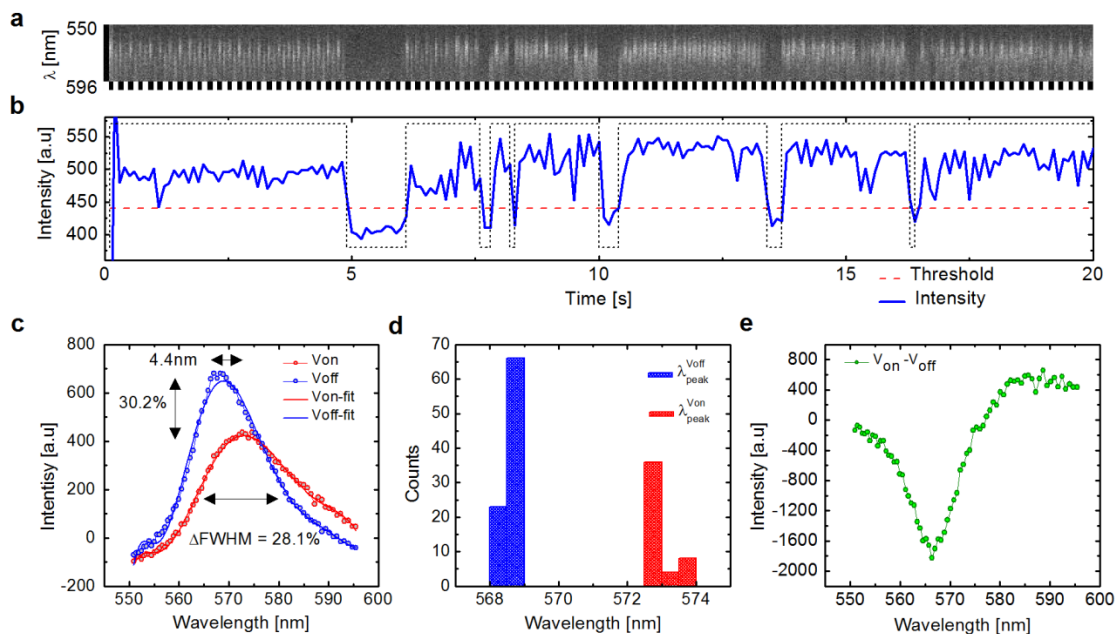 a
550
λ [nm]
596
b
Intensity [a.u]
550
500
450
400
0 5 10 15 20
Time [s]
Threshold
Intensity
c
Intentisy [a.u]
800
600
400
200
0
-200
4.4nm
30.2%
ΔFWHM = 28.1%
Von
Voff
Von-fit
Voff-fit
550 560 570 580 590 600
Wavelength [nm]
d
Counts
70
60
50
40
30
20
10
0
λ peak Voff
λ peak Von
568 570 572 574
Wavelength [nm]
e
Intensity [a.u]
800
400
0
-400
-800
-1600
-2000
Von -Voff
550 560 570 580 590 600
Wavelength [nm]